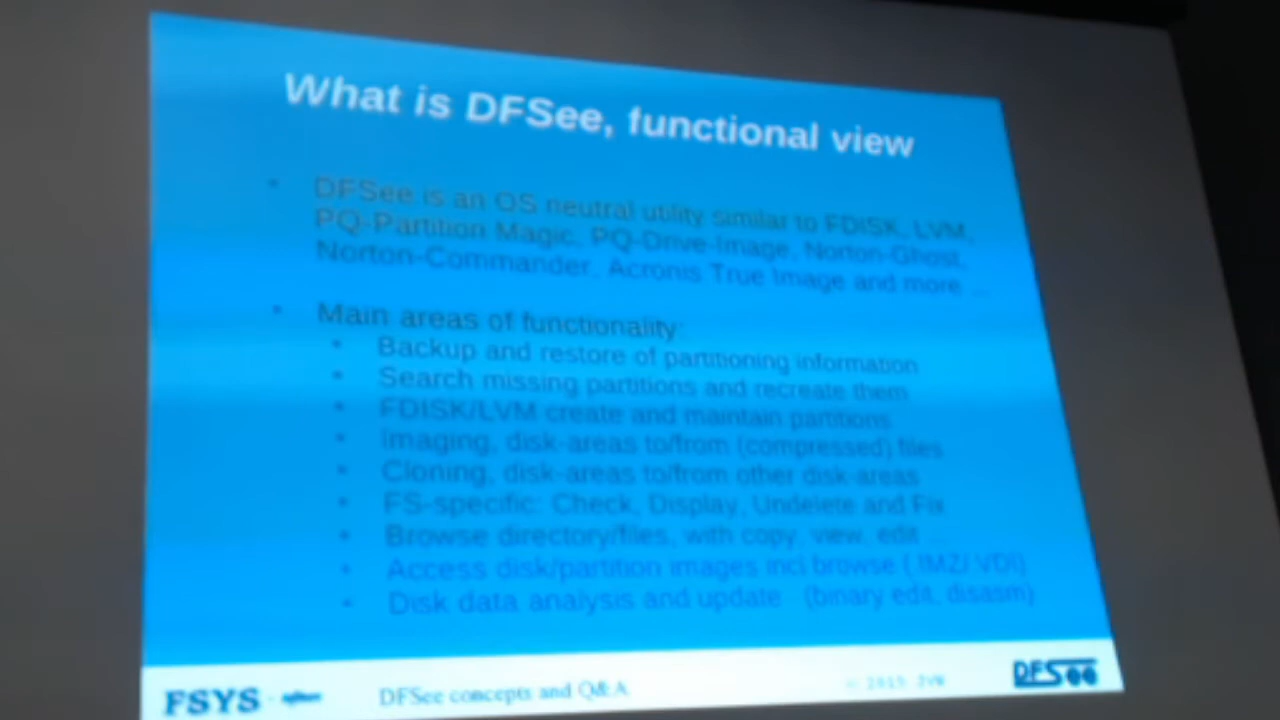 What is DFSee, functional view
• DFSee is an OS neutral utility similar to FDISK, LVM,
PQ-Partition Magic, PQ-Drive-Image, Norton-Ghost,
Norton-Commander, Acronis True Image and more ...
• Main areas of functionality:
• Backup and restore of partitioning information
• Search missing partitions and recreate them
• FDISK/LVM create and maintain partitions
• Imaging, disk-areas to/from (compressed) files
• Cloning, disk-areas to/from other disk-areas
• FS-specific: Check, Display, Undelete and Fix
• Browse directory/files, with copy, view, edit ...
• Access disk/partition images incl browse (.IMZ/.VDI)
• Disk data analysis and update (binary edit, disasm)
FSYS
DFSee concepts and Q&A
© 2015 JVW
DFSee